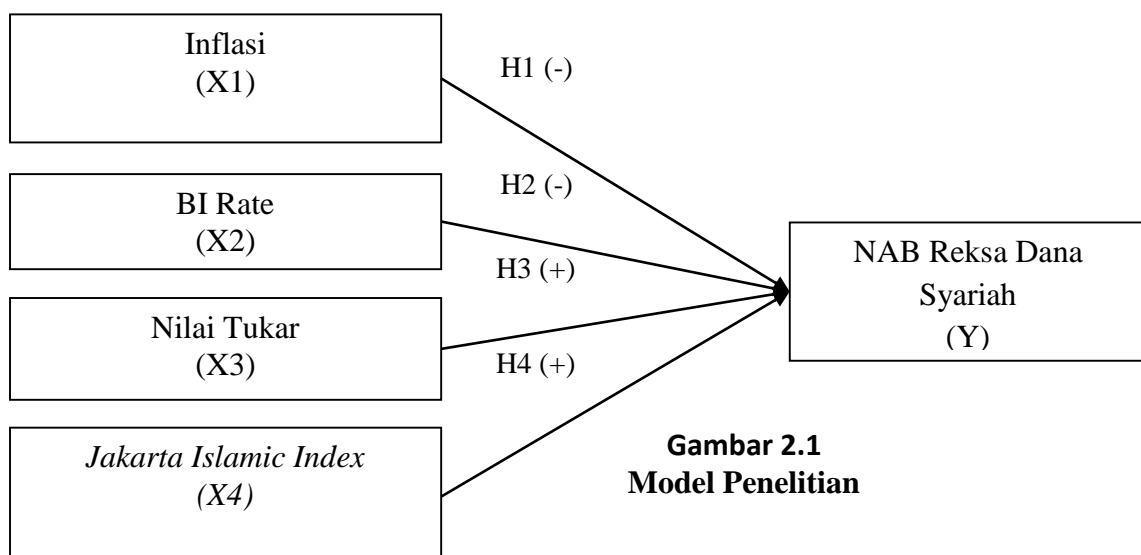 Inflasi
(X1)
H1 (-)
H2 (-)
BI Rate
(X2)
H3 (+)
NAB Reksa Dana
Syariah
(Y)
Nilai Tukar
(X3)
H4 (+)
Jakarta Islamic Index
(X4)
Gambar 2.1
Model Penelitian